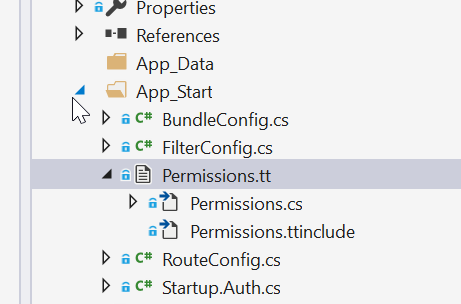 Properties
References
App_Data
App_Start
C# BundleConfig.cs
C# FilterConfig.cs
Permissions.tt
Permissions.cs
Permissions.ttinclude
C# RouteConfig.cs
C# Startup.Auth.cs